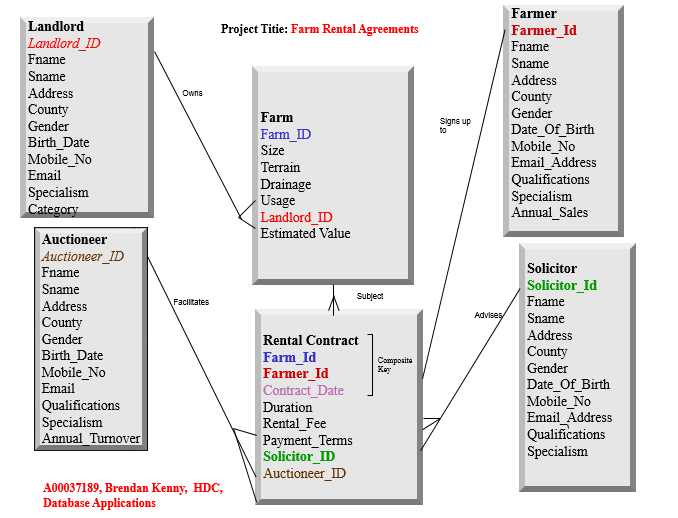 Project Title: Farm Rental Agreements
Landlord
Landlord_ID
Fname
Sname
Address
County
Gender
Birth_Date
Mobile_No
Email
Specialism
Category
Owns
Farm
Farm_ID
Size
Terrain
Drainage
Usage
Landlord_ID
Estimated Value
Signs up
to
Farmer
Farmer_Id
Fname
Sname
Address
County
Gender
Date_Of_Birth
Mobile_No
Email_Address
Qualifications
Specialism
Annual_Sales
Auctioneer
Auctioneer_ID
Fname
Sname
Address
County
Gender
Birth_Date
Mobile_No
Email
Qualifications
Specialism
Annual_Turnover
Facilitates
Subject
Rental Contract
Farm_Id
Farmer_Id
Contract_Date
Duration
Rental_Fee
Payment_Terms
Solicitor_ID
Auctioneer_ID
Composite
Key
Advises
Solicitor
Solicitor_Id
Fname
Sname
Address
County
Gender
Date_Of_Birth
Mobile_No
Email_Address
Qualifications
Specialism
A00037189, Brendan Kenny, HDC,
Database Applications